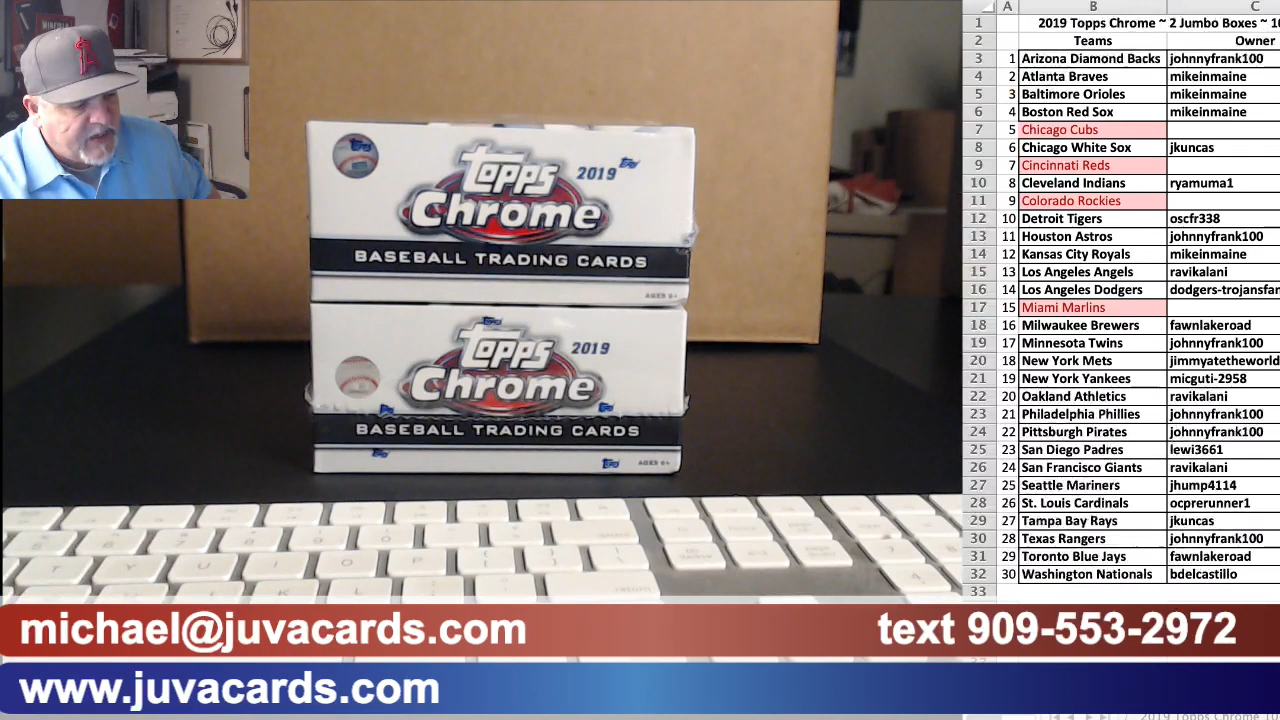 A B C
1 2019 Topps Chrome ~ 2 Jumbo Boxes ~
2 Teams Owner
3 1 Arizona Diamond Backs johnnyfrank100
4 2 Atlanta Braves mikeinmaine
5 3 Baltimore Orioles mikeinmaine
6 4 Boston Red Sox mikeinmaine
7 5 Chicago Cubs
8 6 Chicago White Sox jkuncas
9 7 Cincinnati Reds
10 8 Cleveland Indians ryamuma1
11 9 Colorado Rockies
12 10 Detroit Tigers oscfr338
13 11 Houston Astros johnnyfrank100
14 12 Kansas City Royals mikeinmaine
15 13 Los Angeles Angels ravikalani
16 14 Los Angeles Dodgers dodgers-trojansfan
17 15 Miami Marlins
18 16 Milwaukee Brewers fawnlakeroad
19 17 Minnesota Twins johnnyfrank100
20 18 New York Mets jimmyatetheworld
21 19 New York Yankees micguti-2958
22 20 Oakland Athletics ravikalani
23 21 Philadelphia Phillies johnnyfrank100
24 22 Pittsburgh Pirates johnnyfrank100
25 23 San Diego Padres lewi3661
26 24 San Francisco Giants ravikalani
27 25 Seattle Mariners jhump4114
28 26 St. Louis Cardinals ocprerunner1
29 27 Tampa Bay Rays jkuncas
30 28 Texas Rangers johnnyfrank100
31 29 Toronto Blue Jays fawnlakeroad
32 30 Washington Nationals bdelcastillo
33
Topps 2019
Chrome
BASEBALL TRADING CARDS
AGES 9+
Topps 2019
Chrome
BASEBALL TRADING CARDS
AGES 9+
return
michael@juvacards.com text 909-553-2972
www.juvacards.com